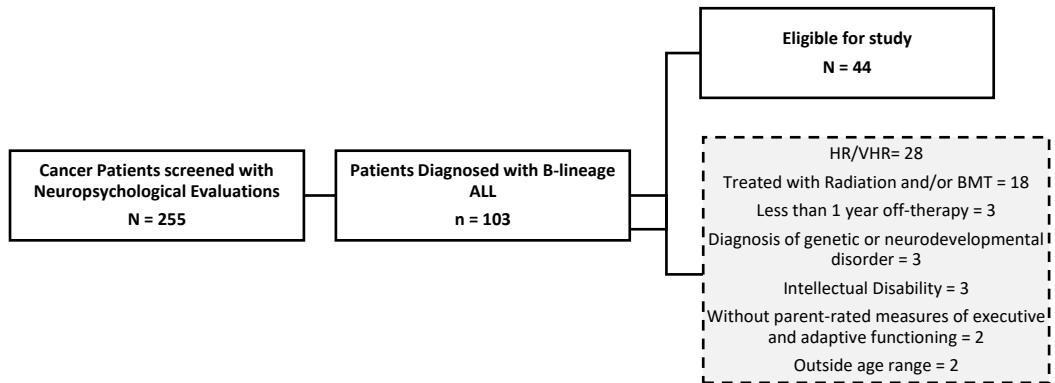 Eligible for study
N = 44
Cancer Patients screened with
Neuropsychological Evaluations
N = 255
Patients Diagnosed with B-lineage
ALL
n = 103
HR/VHR= 28
Treated with Radiation and/or BMT = 18
Less than 1 year off-therapy = 3
Diagnosis of genetic or neurodevelopmental
disorder = 3
Intellectual Disability = 3
Without parent-rated measures of executive
and adaptive functioning = 2
Outside age range = 2